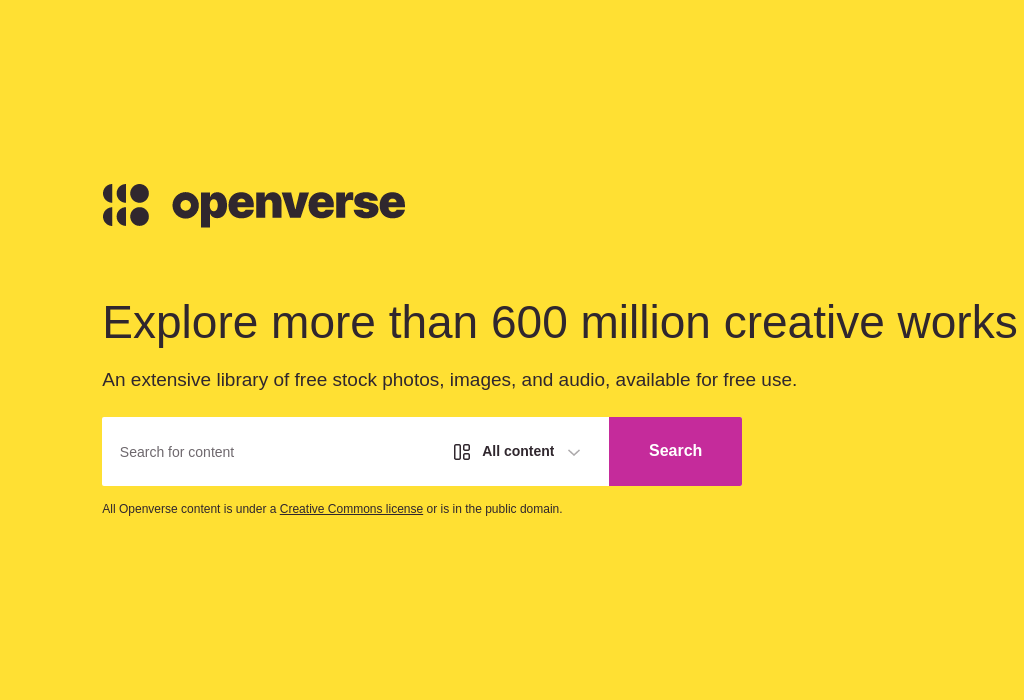 openverse
Explore more than 600 million creative works
An extensive library of free stock photos, images, and audio, available for free use.
Search for content
All content
Search
All Openverse content is under a Creative Commons license or is in the public domain.